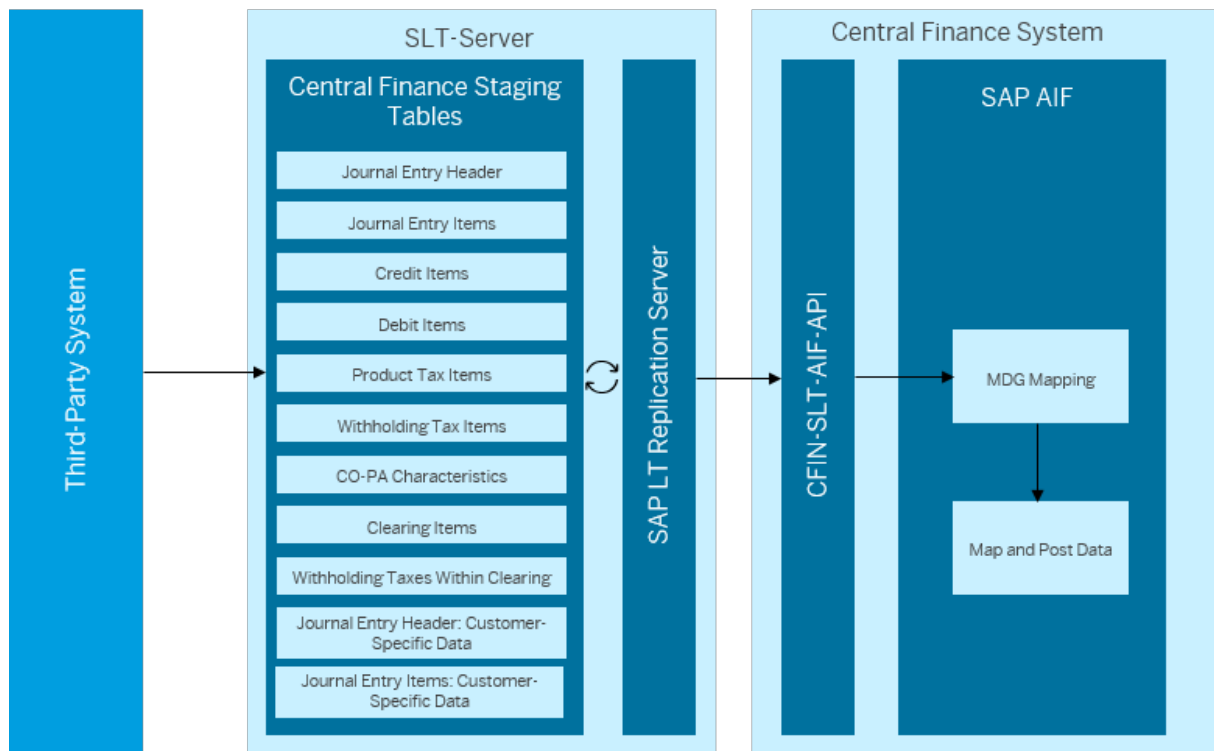 Third-Party System
SLT-Server
Central Finance Staging
Tables
Journal Entry Header
Journal Entry Items
Credit Items
Debit Items
Product Tax Items
Withholding Tax Items
CO-PA Characteristics
Clearing Items
Withholding Taxes Within Clearing
Journal Entry Header: Customer-
Specific Data
Journal Entry Items: Customer-
Specific Data
SAP LT Replication Server
Central Finance System
CFIN-SLT-AIF-API
SAP AIF
MDG Mapping
Map and Post Data